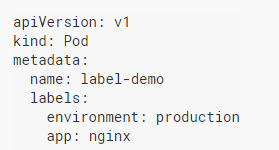 apiVersion: v1
kind: Pod
metadata:
  name: label-demo
  labels:
    environment: production
    app: nginx